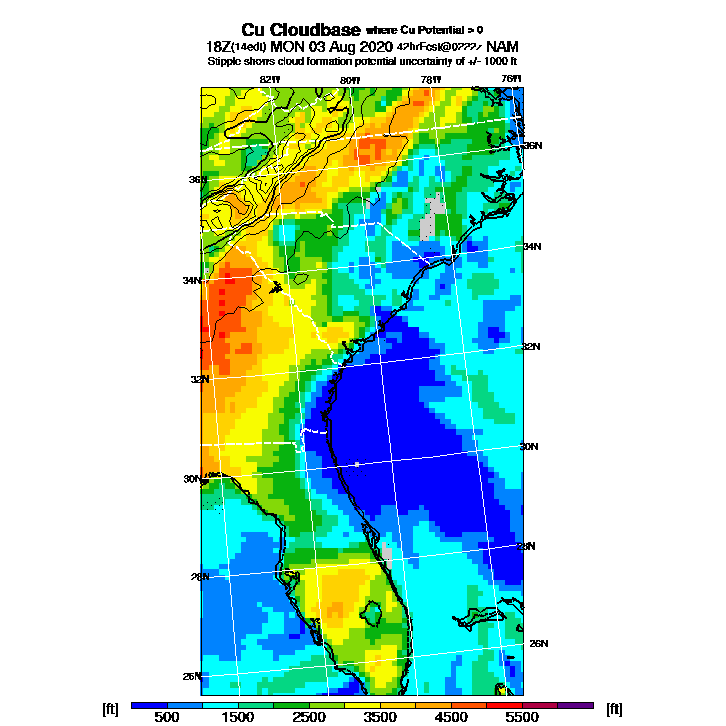 Cu Cloudbase where Cu Potential > 0
18Z(14edt) MON 03 Aug 2020 42hrFcst@0222z NAM
Stipple shows cloud formation potential uncertainty of +/- 1000 ft
82W 80W 78W 76W
36N 36N
34N 34N
32N 32N
30N 30N
28N 28N
26N 26N
[ft] 500 1500 2500 3500 4500 5500 [ft]